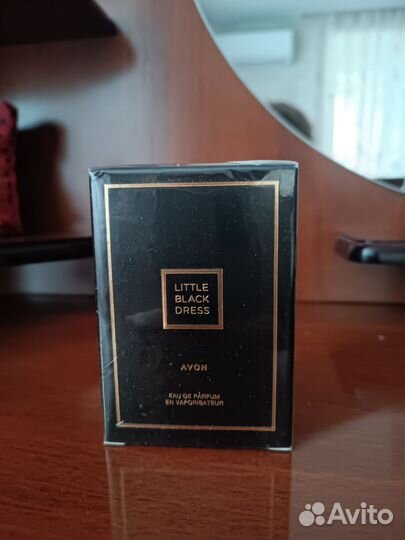 LITTLE
BLACK
DRESS
AVON
EAU DE PARFUM
EN VAPORISATEUR
Avito